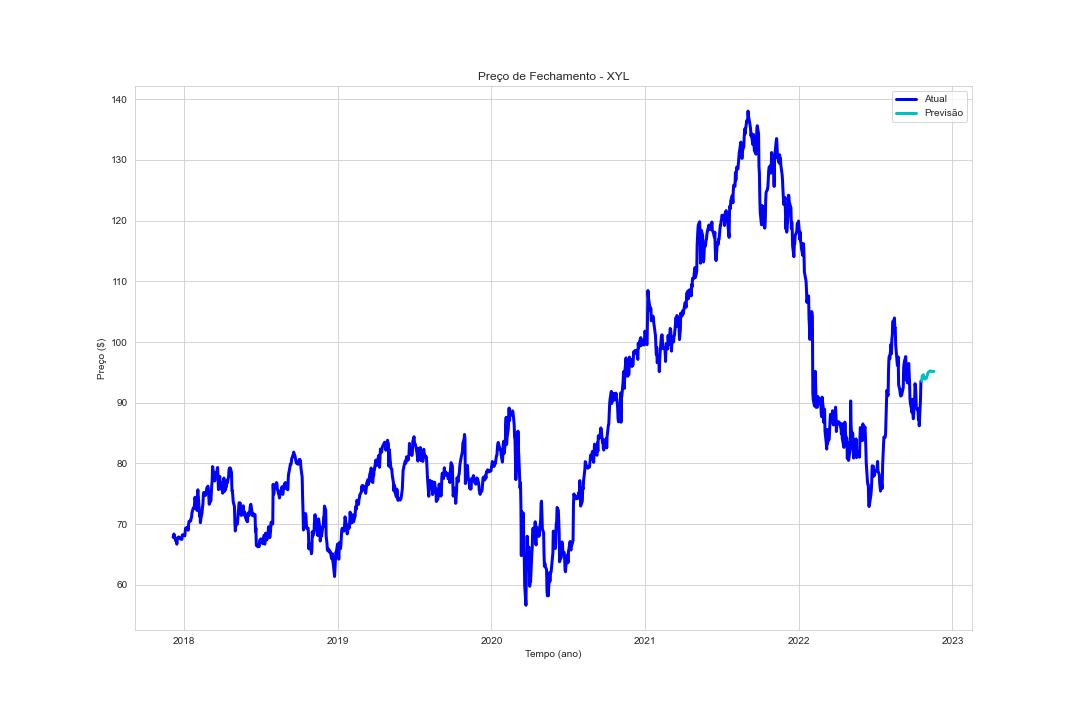 Preço de Fechamento - XYL
Atual
Previsão
Preço ($)
140
130
120
110
100
90
80
70
60
2018 2019 2020 2021 2022 2023
Tempo (ano)